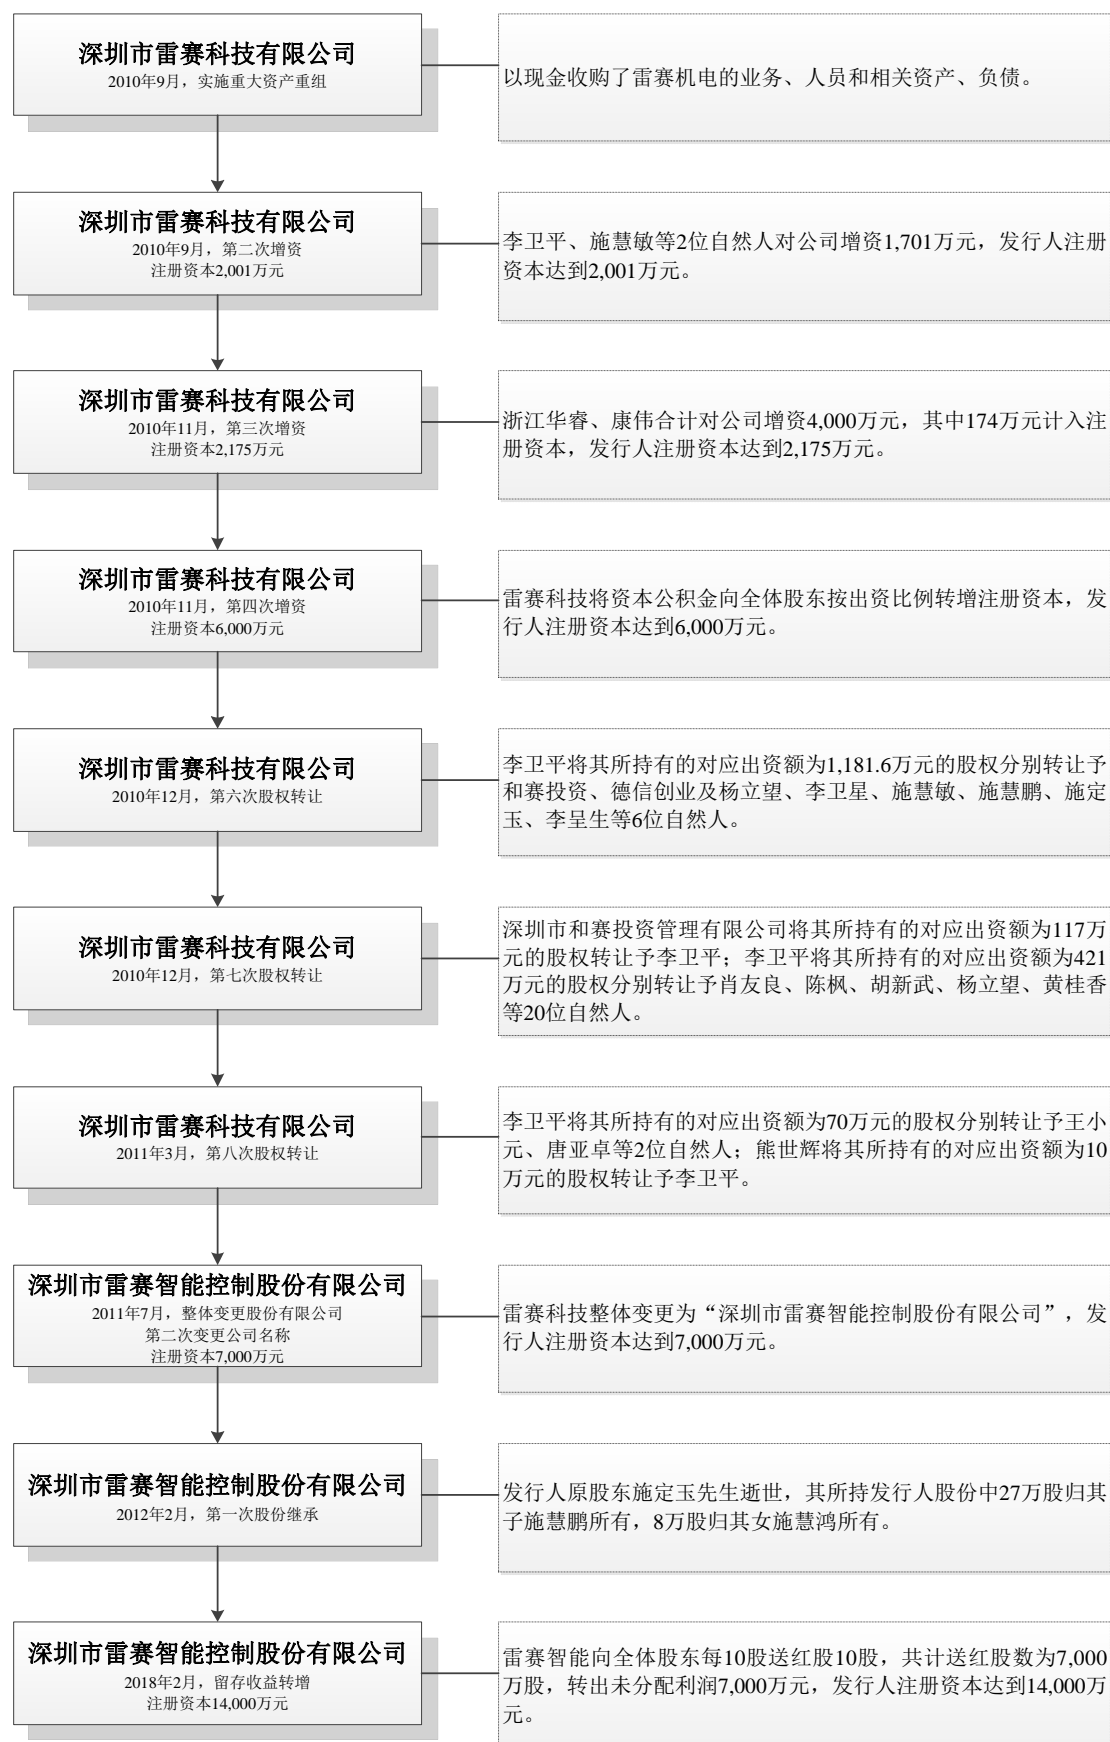 深圳市雷赛科技有限公司
2010年9月，实施重大资产重组
以现金收购了雷赛机电的业务、人员和相关资产、负债。
深圳市雷赛科技有限公司
2010年9月，第二次增资
注册资本2,001万元
李卫平、施慧敏等2位自然人对公司增资1,701万元，发行人注册
资本达到2,001万元。
深圳市雷赛科技有限公司
2010年11月，第三次增资
注册资本2,175万元
浙江华睿、康伟合计对公司增资4,000万元，其中174万元计入注
册资本，发行人注册资本达到2,175万元。
深圳市雷赛科技有限公司
2010年11月，第四次增资
注册资本6,000万元
雷赛科技将资本公积金向全体股东按出资比例转增注册资本，发
行人注册资本达到6,000万元。
深圳市雷赛科技有限公司
2010年12月，第六次股权转让
李卫平将其所持有的对应出资额为1,181.6万元的股权分别转让予
和赛投资、德信创业及杨立望、李卫星、施慧敏、施慧鹏、施定
玉、李呈生等6位自然人。
深圳市雷赛科技有限公司
2010年12月，第七次股权转让
深圳市和赛投资管理有限公司将其所持有的对应出资额为117万
元的股权转让予李卫平；李卫平将其所持有的对应出资额为421
万元的股权分别转让予肖友良、陈枫、胡新武、杨立望、黄桂香
等20位自然人。
深圳市雷赛科技有限公司
2011年3月，第八次股权转让
李卫平将其所持有的对应出资额为70万元的股权分别转让予王小
元、唐亚卓等2位自然人；熊世辉将其所持有的对应出资额为10
万元的股权转让予李卫平。
深圳市雷赛智能控制股份有限公司
2011年7月，整体变更股份有限公司
第二次变更公司名称
注册资本7,000万元
雷赛科技整体变更为“深圳市雷赛智能控制股份有限公司”，发
行人注册资本达到7,000万元。
深圳市雷赛智能控制股份有限公司
2012年2月，第一次股份继承
发行人原股东施定玉先生逝世，其所持发行人股份中27万股归其
子施慧鹏所有，8万股归其女施慧鸿所有。
深圳市雷赛智能控制股份有限公司
2018年2月，留存收益转增
注册资本14,000万元
雷赛智能向全体股东每10股送红股10股，共计送红股数为7,000
万股，转出未分配利润7,000万元，发行人注册资本达到14,000万
元。